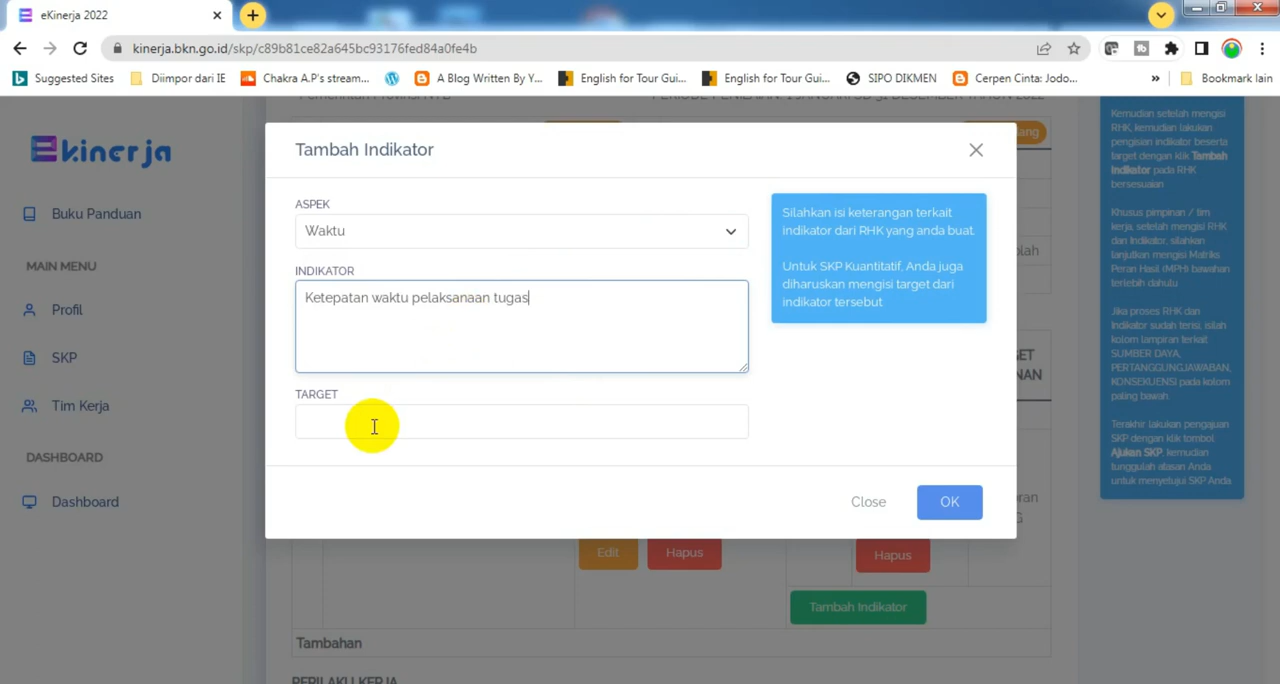 eKinerja 2022
kinerja.bkn.go.id/skp/c89b81ce82a645bc93176fed84a0fe4b
Suggested Sites
Diimpor dari IE
Chakra A.P's stream...
A Blog Written By Y...
English for Tour Gui...
English for Tour Gui...
SIPO DIKMEN
Cerpen Cinta: Jodo...
»
Bookmark lain
Ekinerja
Buku Panduan
MAIN MENU
Profil
SKP
Tim Kerja
DASHBOARD
Dashboard
Tambah Indikator
ASPEK
Waktu
INDIKATOR
Ketepatan waktu pelaksanaan tugas
TARGET
Silahkan isi keterangan terkait
indikator dari RHK yang anda buat.
Untuk SKP Kuantitatif, Anda juga
diharuskan mengisi target dari
indikator tersebut
Close
OK
Edit
Hapus
Hapus
Tambah Indikator
Tambahan
PERILAKU KERJA
Kemudian setelah mengisi
RHK, kemudian lakukan
pengisian indikator beserta
target dengan klik Tambah
Indikator pada RHK
bersesuaian
Khusus pimpinan / tim
kerja, setelah mengisi RHK
dan Indikator, silahkan
lanjutkan mengisi Matriks
Peran Hasil (MPH) bawahan
terlebih dahulu
Jika proses RHK dan
Indikator sudah terisi, isilah
kolom lampiran terkait
SUMBER DAYA,
PERTANGGUNGJAWABAN,
KONSEKUENSI pada kolom
paling bawah
Terakhir lakukan pengajuan
SKP dengan klik tombol
Ajukan SKP, kemudian
tunggulah atasan Anda
untuk menyetujui SKP Anda